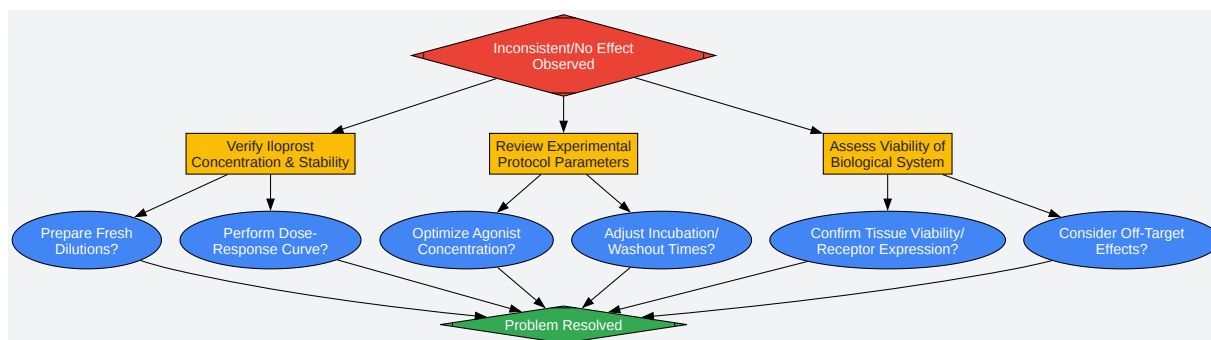 Inconsistent/No Effect
Observed
Verify Iloprost
Concentration & Stability
Review Experimental
Protocol Parameters
Assess Viability of
Biological System
Prepare Fresh
Dilutions?
Perform Dose-
Response Curve?
Optimize Agonist
Concentration?
Adjust Incubation/
Washout Times?
Confirm Tissue Viability/
Receptor Expression?
Consider Off-Target
Effects?
Problem Resolved